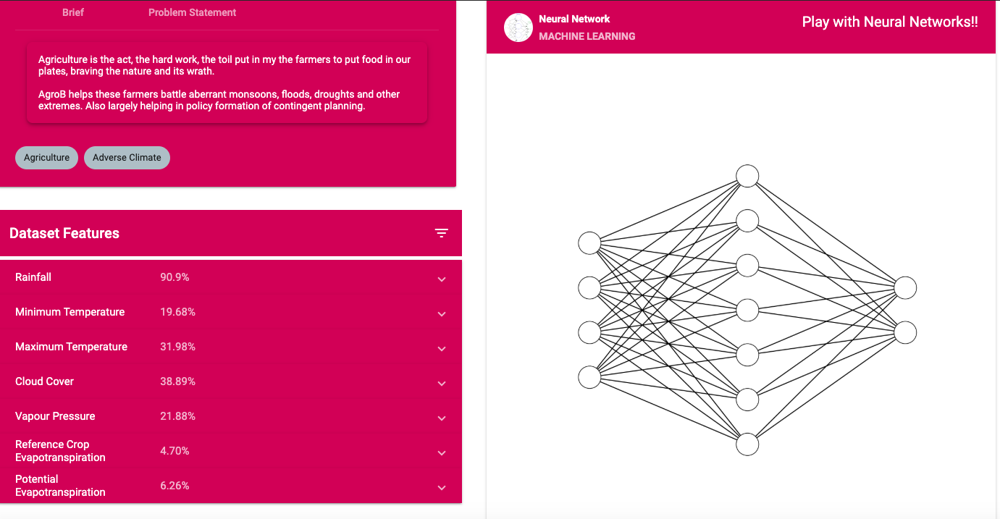 Brief
Problem Statement
Agriculture is the act, the hard work, the toil put in my the farmers to put food in our
plates, braving the nature and its wrath.
AgroB helps these farmers battle aberrant monsoons, floods, droughts and other
extremes. Also largely helping in policy formation of contingent planning.
Agriculture
Adverse Climate
Dataset Features
Rainfall 90.9%
Minimum Temperature 19.68%
Maximum Temperature 31.98%
Cloud Cover 38.89%
Vapour Pressure 21.88%
Reference Crop
Evapotranspiration
4.70%
Potential
Evapotranspiration
6.26%
Neural Network
MACHINE LEARNING
Play with Neural Networks!!